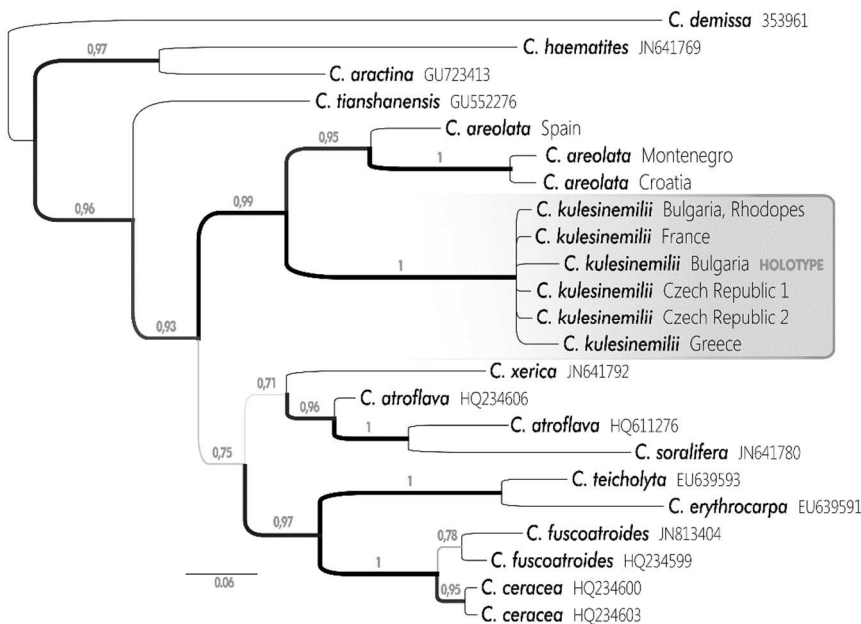 C. demissa 353961
0,97
C. haematites JN641769
C. aractina GU723413
C. tianshanensis GU552276
0,95
C. areolata Spain
1
C. areolata Montenegro
C. areolata Croatia
0,96
0,99
C. kulesinemilii Bulgaria, Rhodopes
C. kulesinemilii France
1
C. kulesinemilii Bulgaria HOLOTYPE
C. kulesinemilii Czech Republic 1
C. kulesinemilii Czech Republic 2
0,93
C. kulesinemilii Greece
C. xerica JN641792
0,71
C. atroflava HQ234606
0,96
C. atroflava HQ611276
1
C. soralifera JN641780
0,75
C. teicholyta EU639593
1
C. erythrocarpa EU639591
0,97
C. fuscoatroides JN813404
0,78
C. fuscoatroides HQ234599
1
C. ceracea HQ234600
0,95
C. ceracea HQ234603
0.06